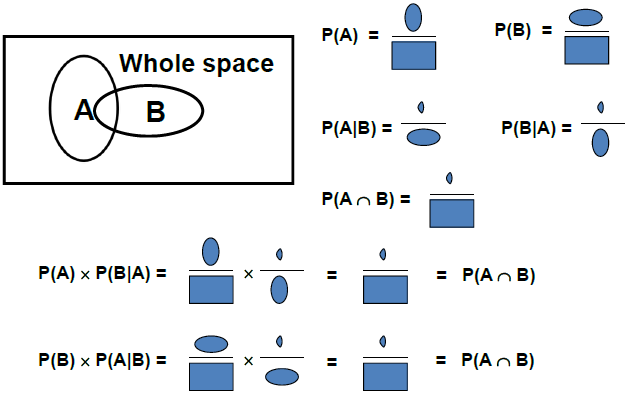 P(A) =
P(B) =
Whole space
A
B
P(A|B) =
P(B|A) =
P(A ∩ B) =
P(A) × P(B|A) = × = = P(A ∩ B)
P(B) × P(A|B) = × = = P(A ∩ B)